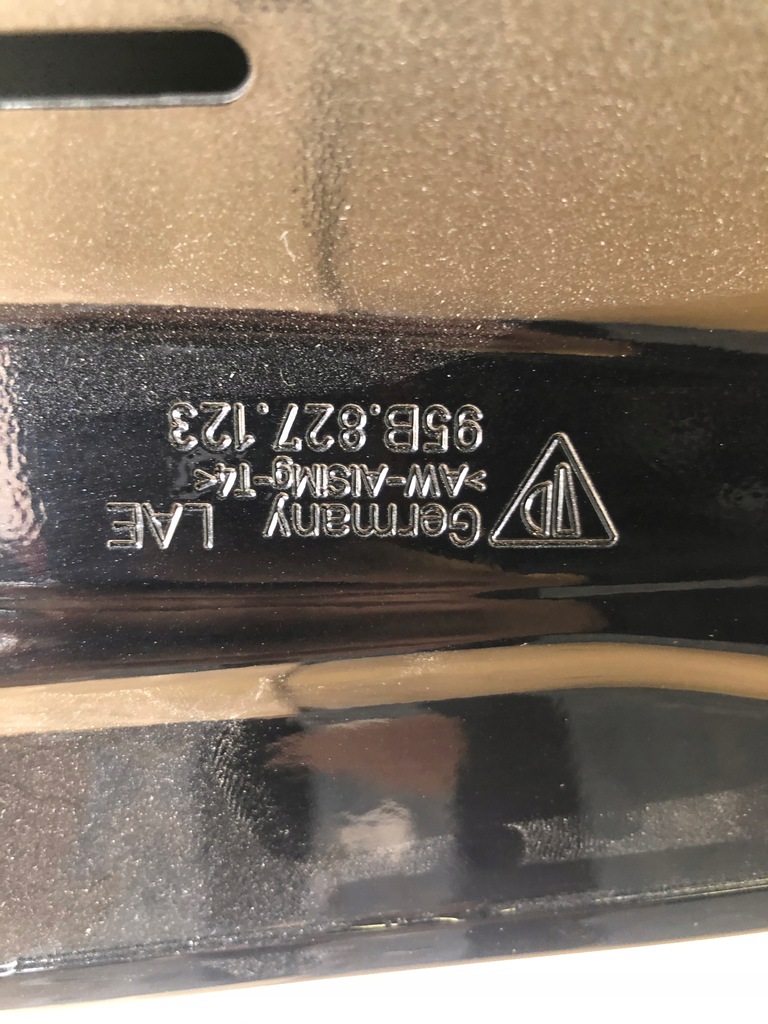 Germany LAE
>AW-AlSiMg-T4<
95B.827.123